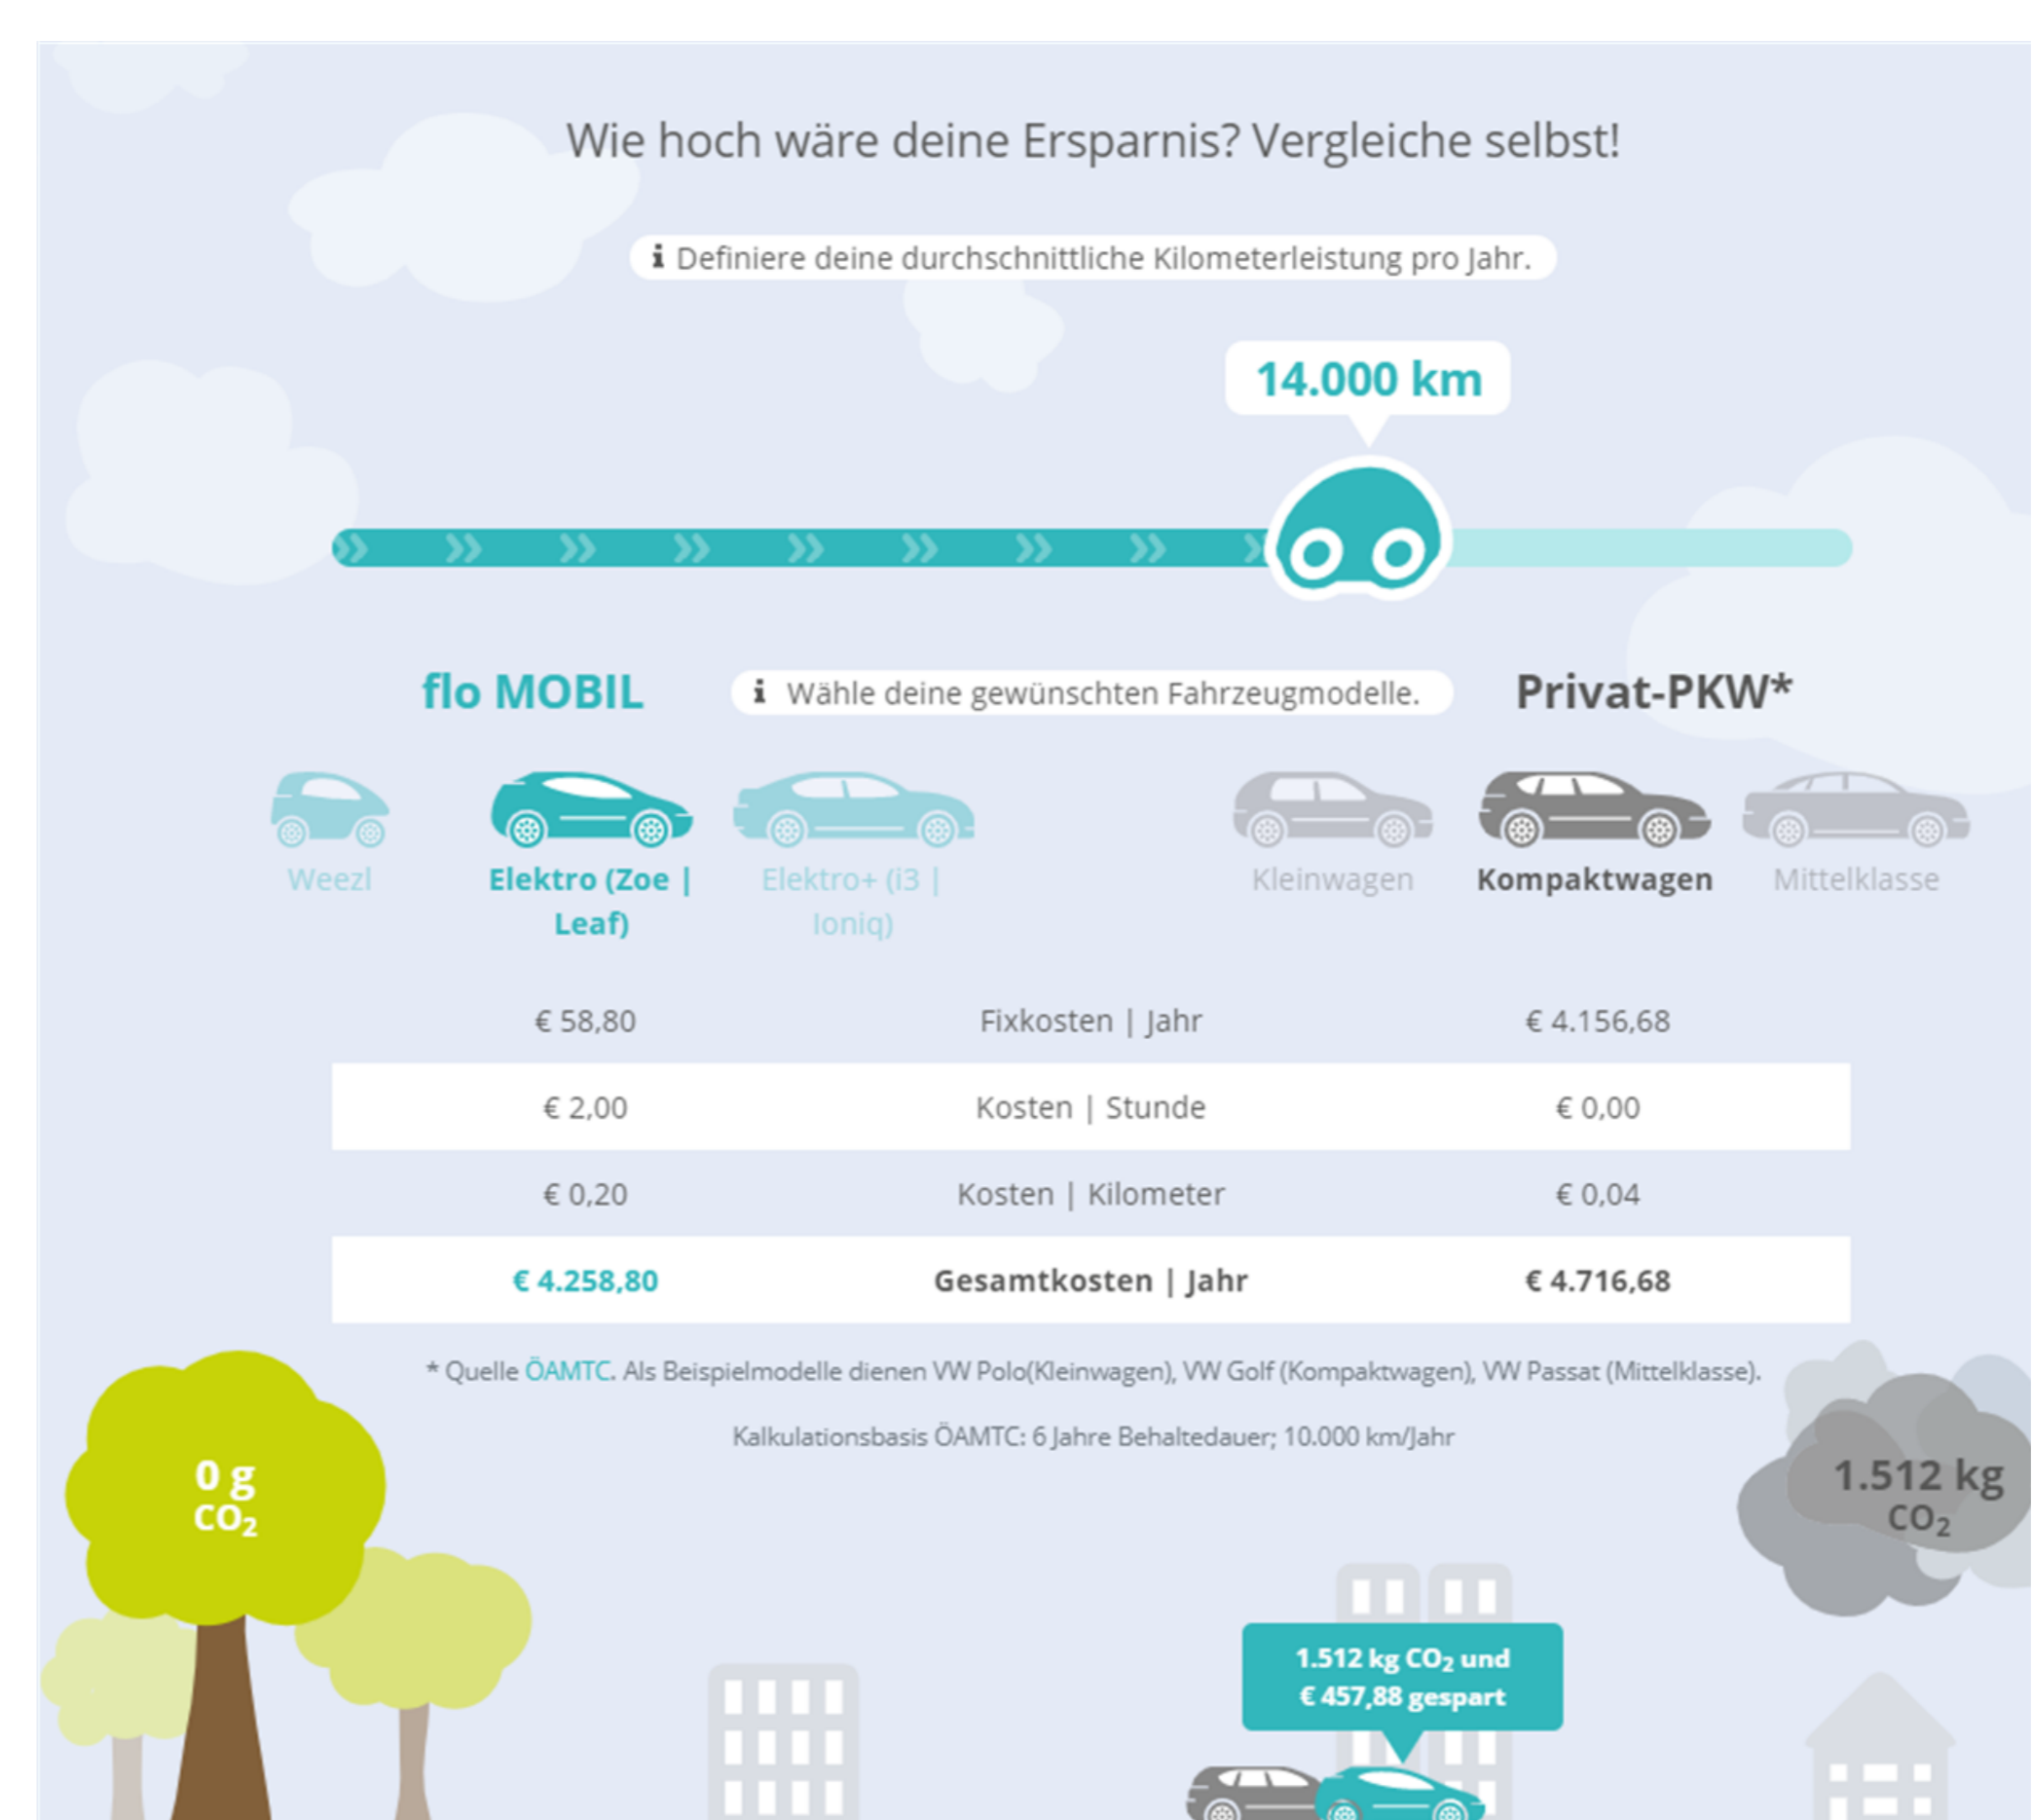 Wie hoch wäre deine Ersparnis? Vergleiche selbst!
i Definiere deine durchschnittliche Kilometerleistung pro Jahr.
14.000 km
flo MOBIL
i Wähle deine gewünschten Fahrzeugmodelle.
Privat-PKW*
Weezl
Elektro (Zoe |
Leaf)
Elektro+ (i3 |
Ioniq)
Kleinwagen
Kompaktwagen
Mittelklasse
€ 58,80 Fixkosten | Jahr € 4.156,68
€ 2,00 Kosten | Stunde € 0,00
€ 0,20 Kosten | Kilometer € 0,04
€ 4.258,80 Gesamtkosten | Jahr € 4.716,68
* Quelle ÖAMTC. Als Beispielmodelle dienen VW Polo(Kleinwagen), VW Golf (Kompaktwagen), VW Passat (Mittelklasse).
Kalkulationsbasis ÖAMTC: 6 Jahre Behaltedauer; 10.000 km/Jahr
0 g
CO₂
1.512 kg
CO₂
1.512 kg CO₂ und
€ 457,88 gespart